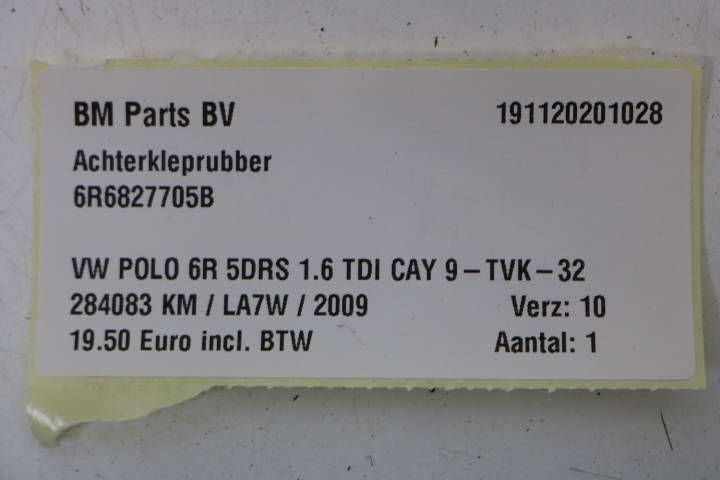 BM Parts BV 191120201028
Achterkleprubber
6R6827705B
VW POLO 6R 5DRS 1.6 TDI CAY 9-TVK-32
284083 KM / LA7W / 2009 Verz: 10
19.50 Euro incl. BTW Aantal: 1